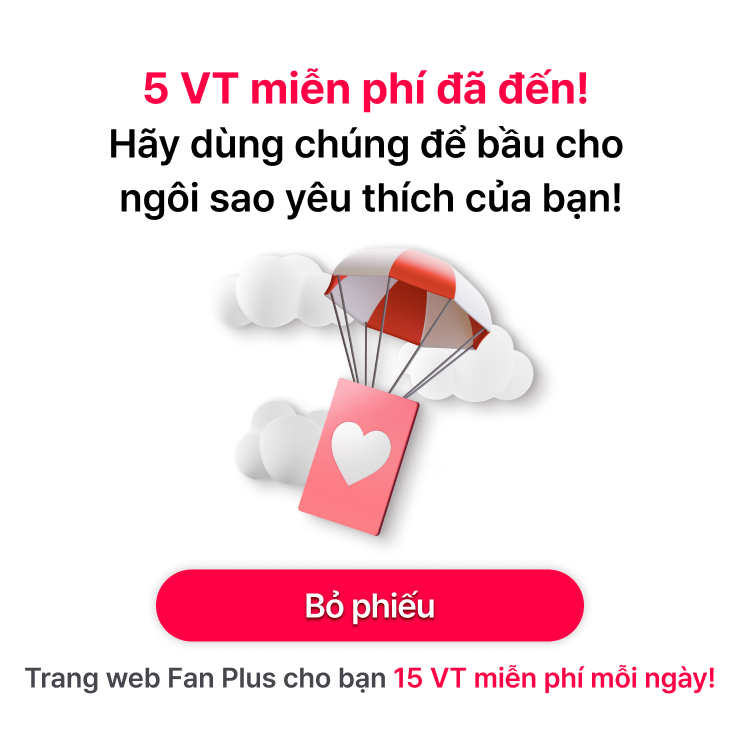 5 VT miễn phí đã đến!
Hãy dùng chúng để bầu cho
ngôi sao yêu thích của bạn!
Bỏ phiếu
Trang web Fan Plus cho bạn 15 VT miễn phí mỗi ngày!